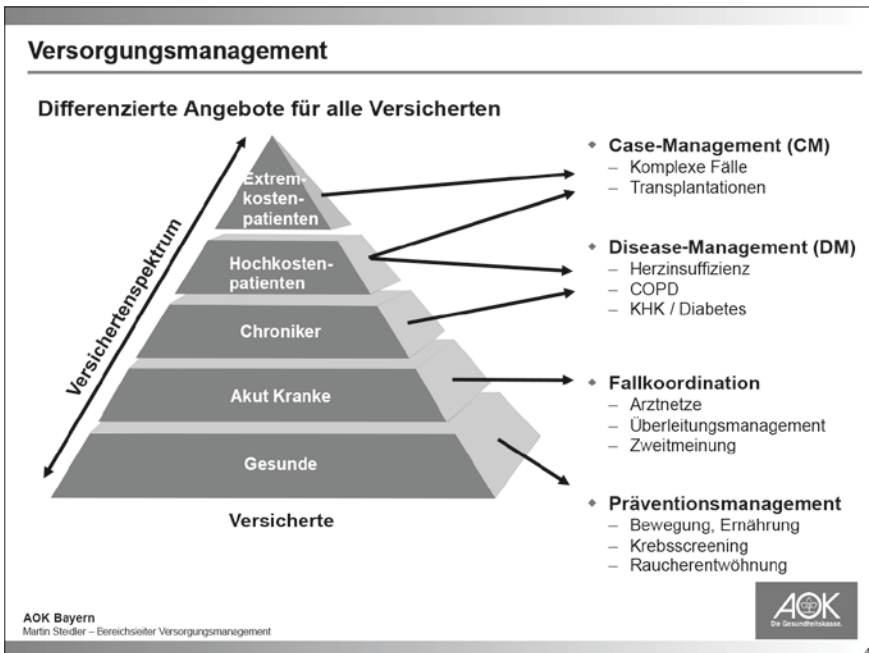 Versorgungsmanagement
Differenzierte Angebote für alle Versicherten
Versichertenspektrum
Extrem-
kosten-
patienten
Hochkosten-
patienten
Chroniker
Akut Kranke
Gesunde
Versicherte
Case-Management (CM)
– Komplexe Fälle
– Transplantationen
Disease-Management (DM)
– Herzinsuffizienz
– COPD
– KHK / Diabetes
Fallkoordination
– Arztnetze
– Überleitungsmanagement
– Zweitmeinung
Präventionsmanagement
– Bewegung, Ernährung
– Krebsscreening
– Raucherentwöhnung
AOK Bayern
Martin Steidler – Bereichsleiter Versorgungsmanagement
AOK
Die Gesundheitskasse.